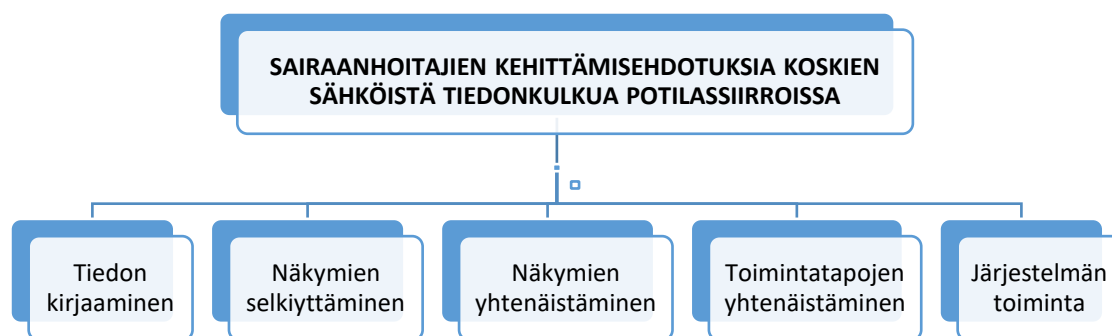 SAIRAANHOITAJIEN KEHITTÄMISEHDOTUKSIA KOSKIEN
SÄHKÖISTÄ TIEDONKULKUA POTILASSIIRROISSA
Tiedon
kirjaaminen
Näkymien
selkiyttäminen
Näkymien
yhtenäistäminen
Toimintatapojen
yhtenäistäminen
Järjestelmän
toiminta